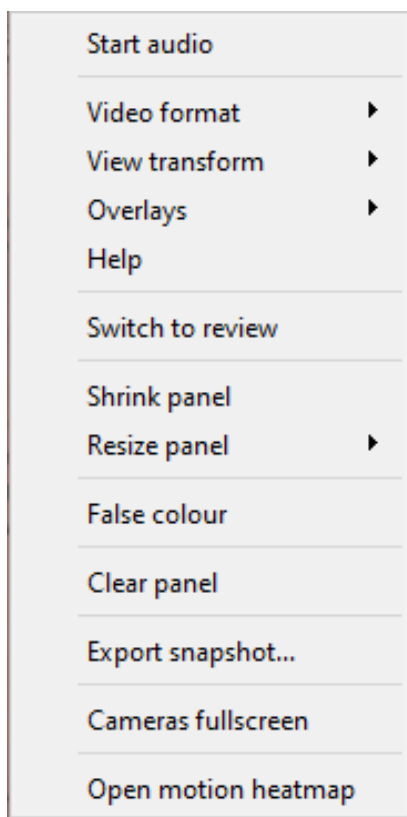 Start audio
Video format
View transform
Overlays
Help
Switch to review
Shrink panel
Resize panel
False colour
Clear panel
Export snapshot...
Cameras fullscreen
Open motion heatmap